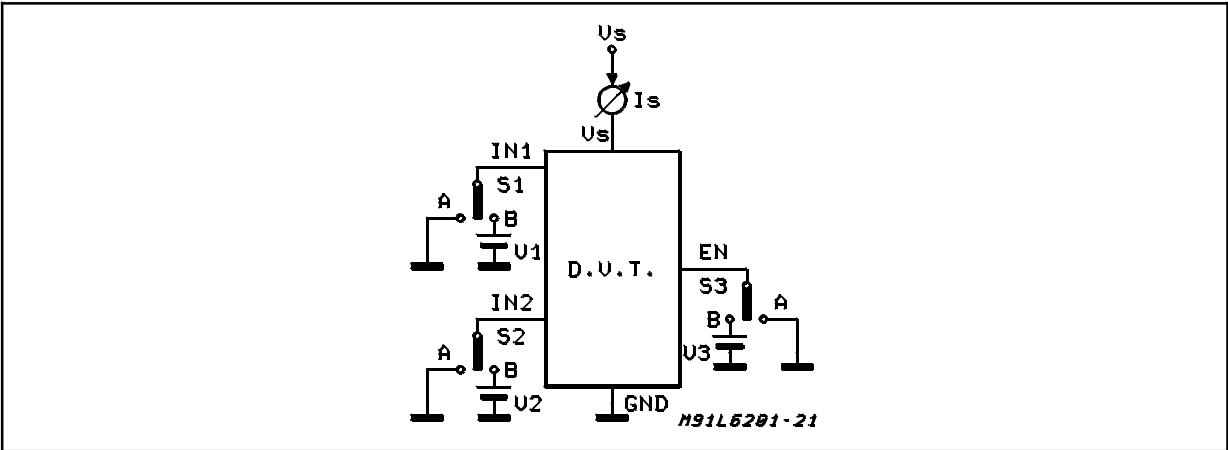 Vs
Is
Vs
IN1
S1
A
B
V1
D.U.T.
EN
S3
A
B
V3
IN2
S2
A
B
V2
GND
M91L6201-21